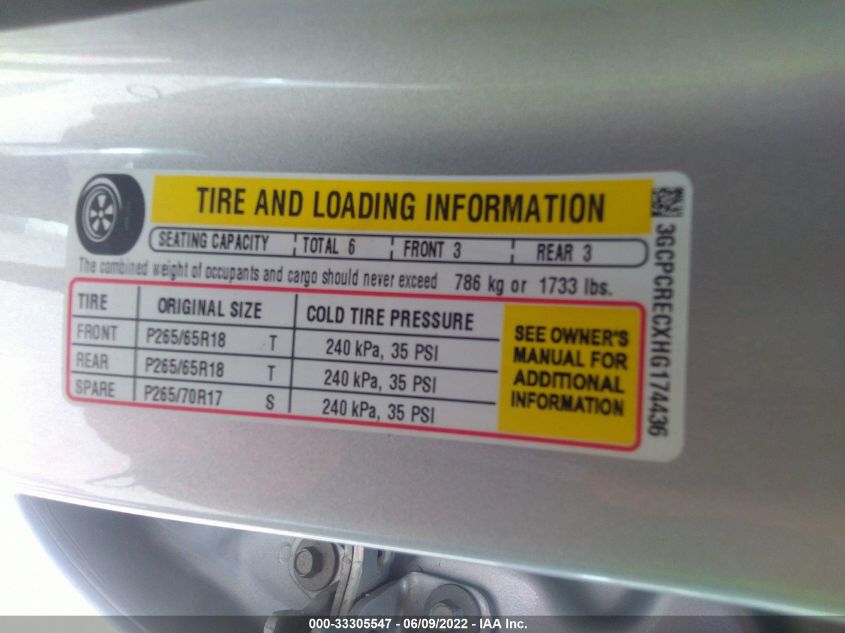 TIRE AND LOADING INFORMATION
SEATING CAPACITY TOTAL 6 FRONT 3 REAR 3
The combined weight of occupants and cargo should never exceed 786 kg or 1733 lbs.
TIRE ORIGINAL SIZE COLD TIRE PRESSURE
FRONT P265/65R18 T 240 kPa, 35 PSI
REAR P265/65R18 T 240 kPa, 35 PSI
SPARE P265/70R17 S 240 kPa, 35 PSI
SEE OWNER'S
MANUAL FOR
ADDITIONAL
INFORMATION
3GCPCRECXHG174436
000-33305547 - 06/09/2022 - IAA Inc.